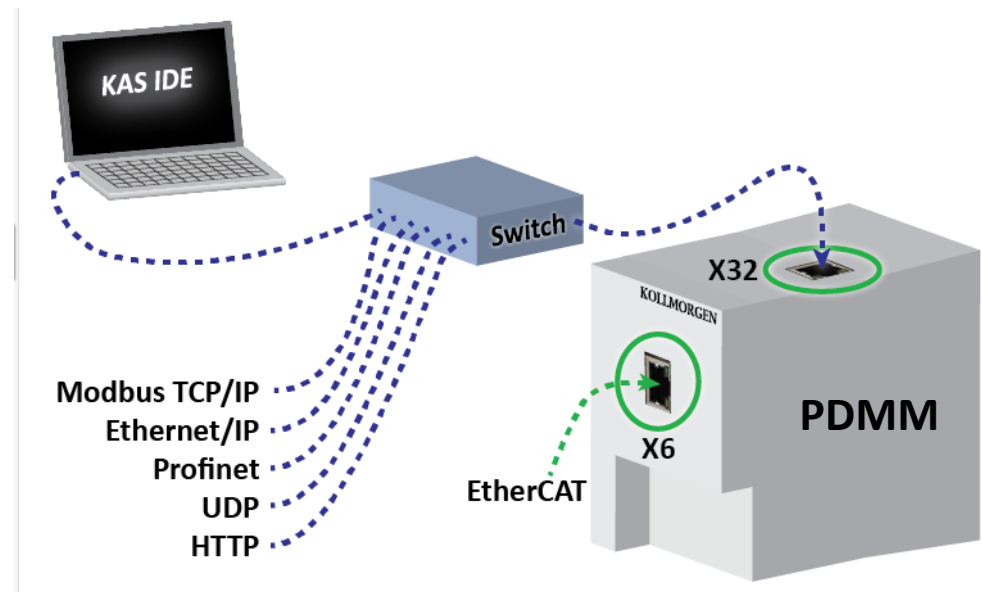 KAS IDE
Switch
X32
KOLLMORGEN
Modbus TCP/IP
Ethernet/IP
Profinet
UDP
HTTP
X6
EtherCAT
PDMM